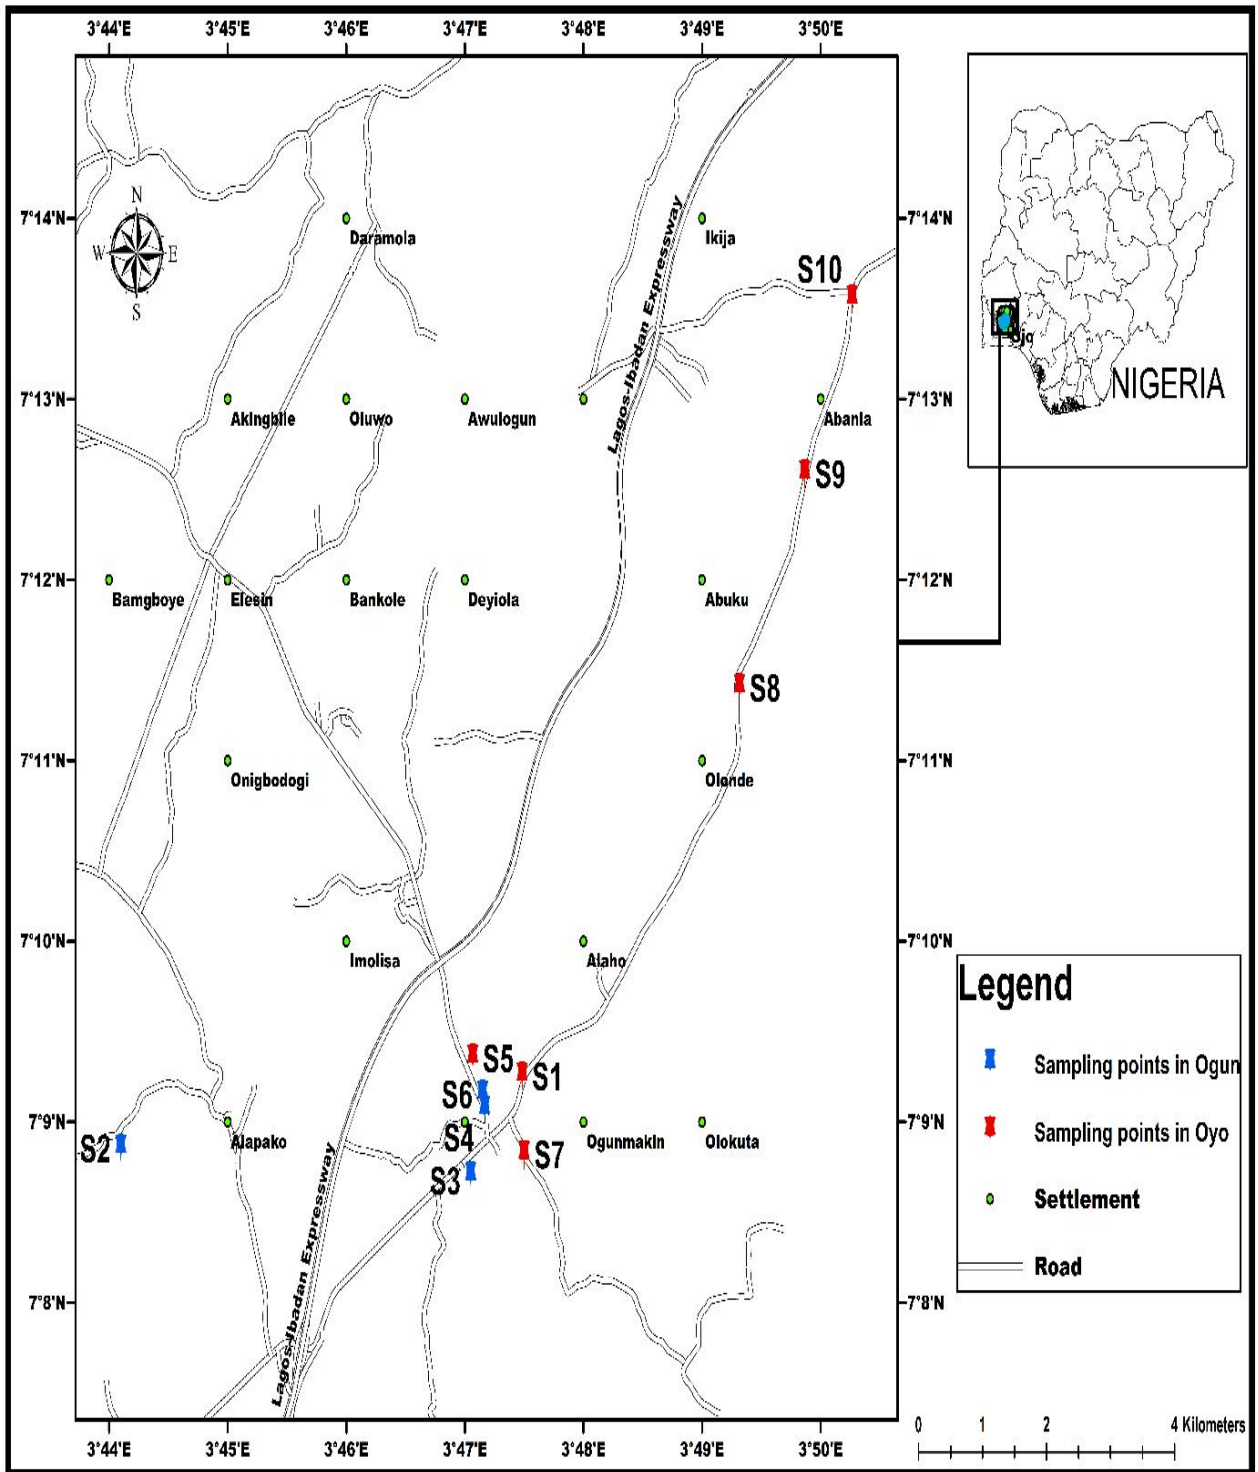 3°44'E 3°45'E 3°46'E 3°47'E 3°48'E 3°49'E 3°50'E
7°14'N 7°14'N
N
W E
S
Daramola
Ikija
S10
Lagos-Ibadan Expressway
7°13'N 7°13'N
Akingbile Oluwo Awulogun Abanla
S9
NIGERIA
7°12'N 7°12'N
Bamgboye Elesin Bankole Deyiola Abuku
S8
7°11'N 7°11'N
Onigbodogi Olonde
7°10'N 7°10'N
Imolisa Alaho
S5 S1
S6
7°9'N 7°9'N
S2 Alapako S4 Ogunmakin Olokuta
S7
S3
Lagos-Ibadan Expressway
7°8'N 7°8'N
3°44'E 3°45'E 3°46'E 3°47'E 3°48'E 3°49'E 3°50'E
Legend
Sampling points in Ogun
Sampling points in Oyo
Settlement
Road
0 1 2 4 Kilometers